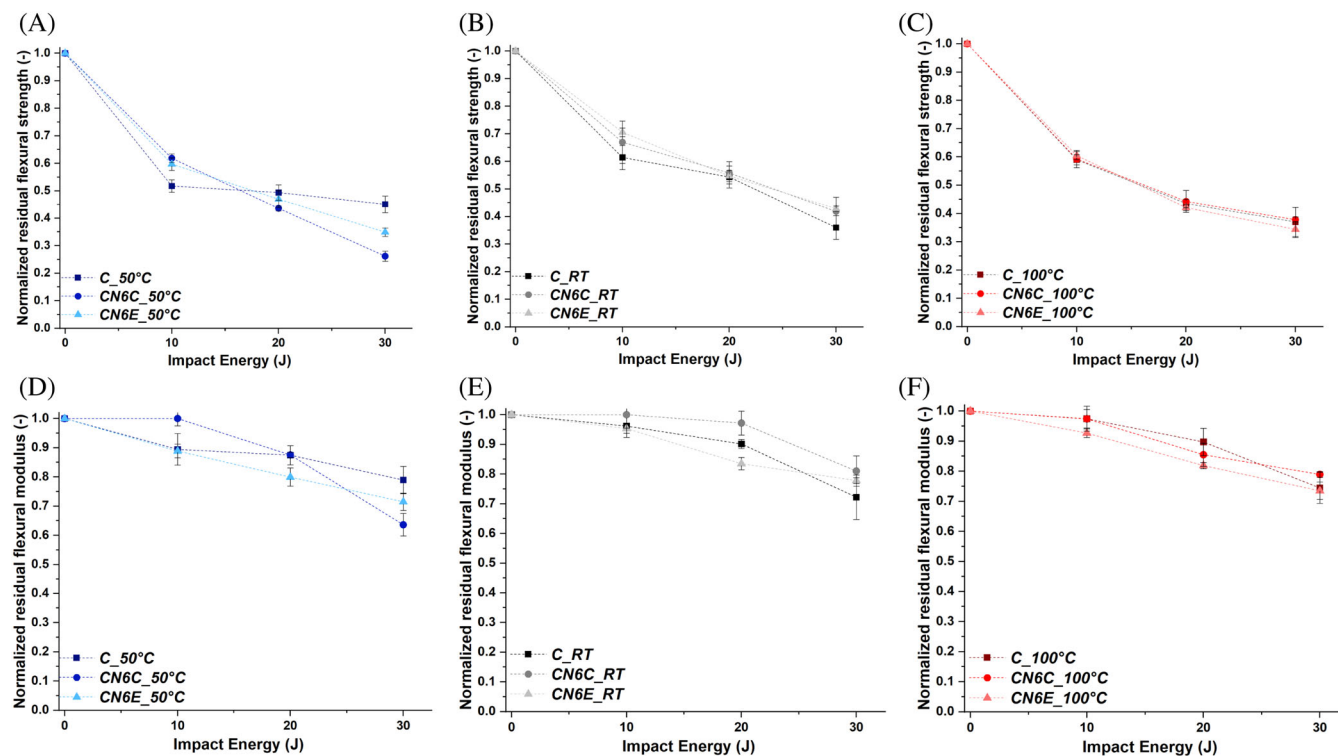 (A)
Normalized residual flexural strength (-)
1.0
0.9
0.8
0.7
0.6
0.5
0.4
0.3
0.2
0.1
0.0
C_50°C
CN6C_50°C
CN6E_50°C
0 10 20 30
Impact Energy (J)
(B)
Normalized residual flexural strength (-)
1.0
0.9
0.8
0.7
0.6
0.5
0.4
0.3
0.2
0.1
0.0
C_RT
CN6C_RT
CN6E_RT
0 10 20 30
Impact Energy (J)
(C)
Normalized residual flexural strength (-)
1.0
0.9
0.8
0.7
0.6
0.5
0.4
0.3
0.2
0.1
0.0
C_100°C
CN6C_100°C
CN6E_100°C
0 10 20 30
Impact Energy (J)
(D)
Normalized residual flexural modulus (-)
1.0
0.9
0.8
0.7
0.6
0.5
0.4
0.3
0.2
0.1
0.0
C_50°C
CN6C_50°C
CN6E_50°C
0 10 20 30
Impact Energy (J)
(E)
Normalized residual flexural modulus (-)
1.0
0.9
0.8
0.7
0.6
0.5
0.4
0.3
0.2
0.1
0.0
C_RT
CN6C_RT
CN6E_RT
0 10 20 30
Impact Energy (J)
(F)
Normalized residual flexural modulus (-)
1.0
0.9
0.8
0.7
0.6
0.5
0.4
0.3
0.2
0.1
0.0
C_100°C
CN6C_100°C
CN6E_100°C
0 10 20 30
Impact Energy (J)